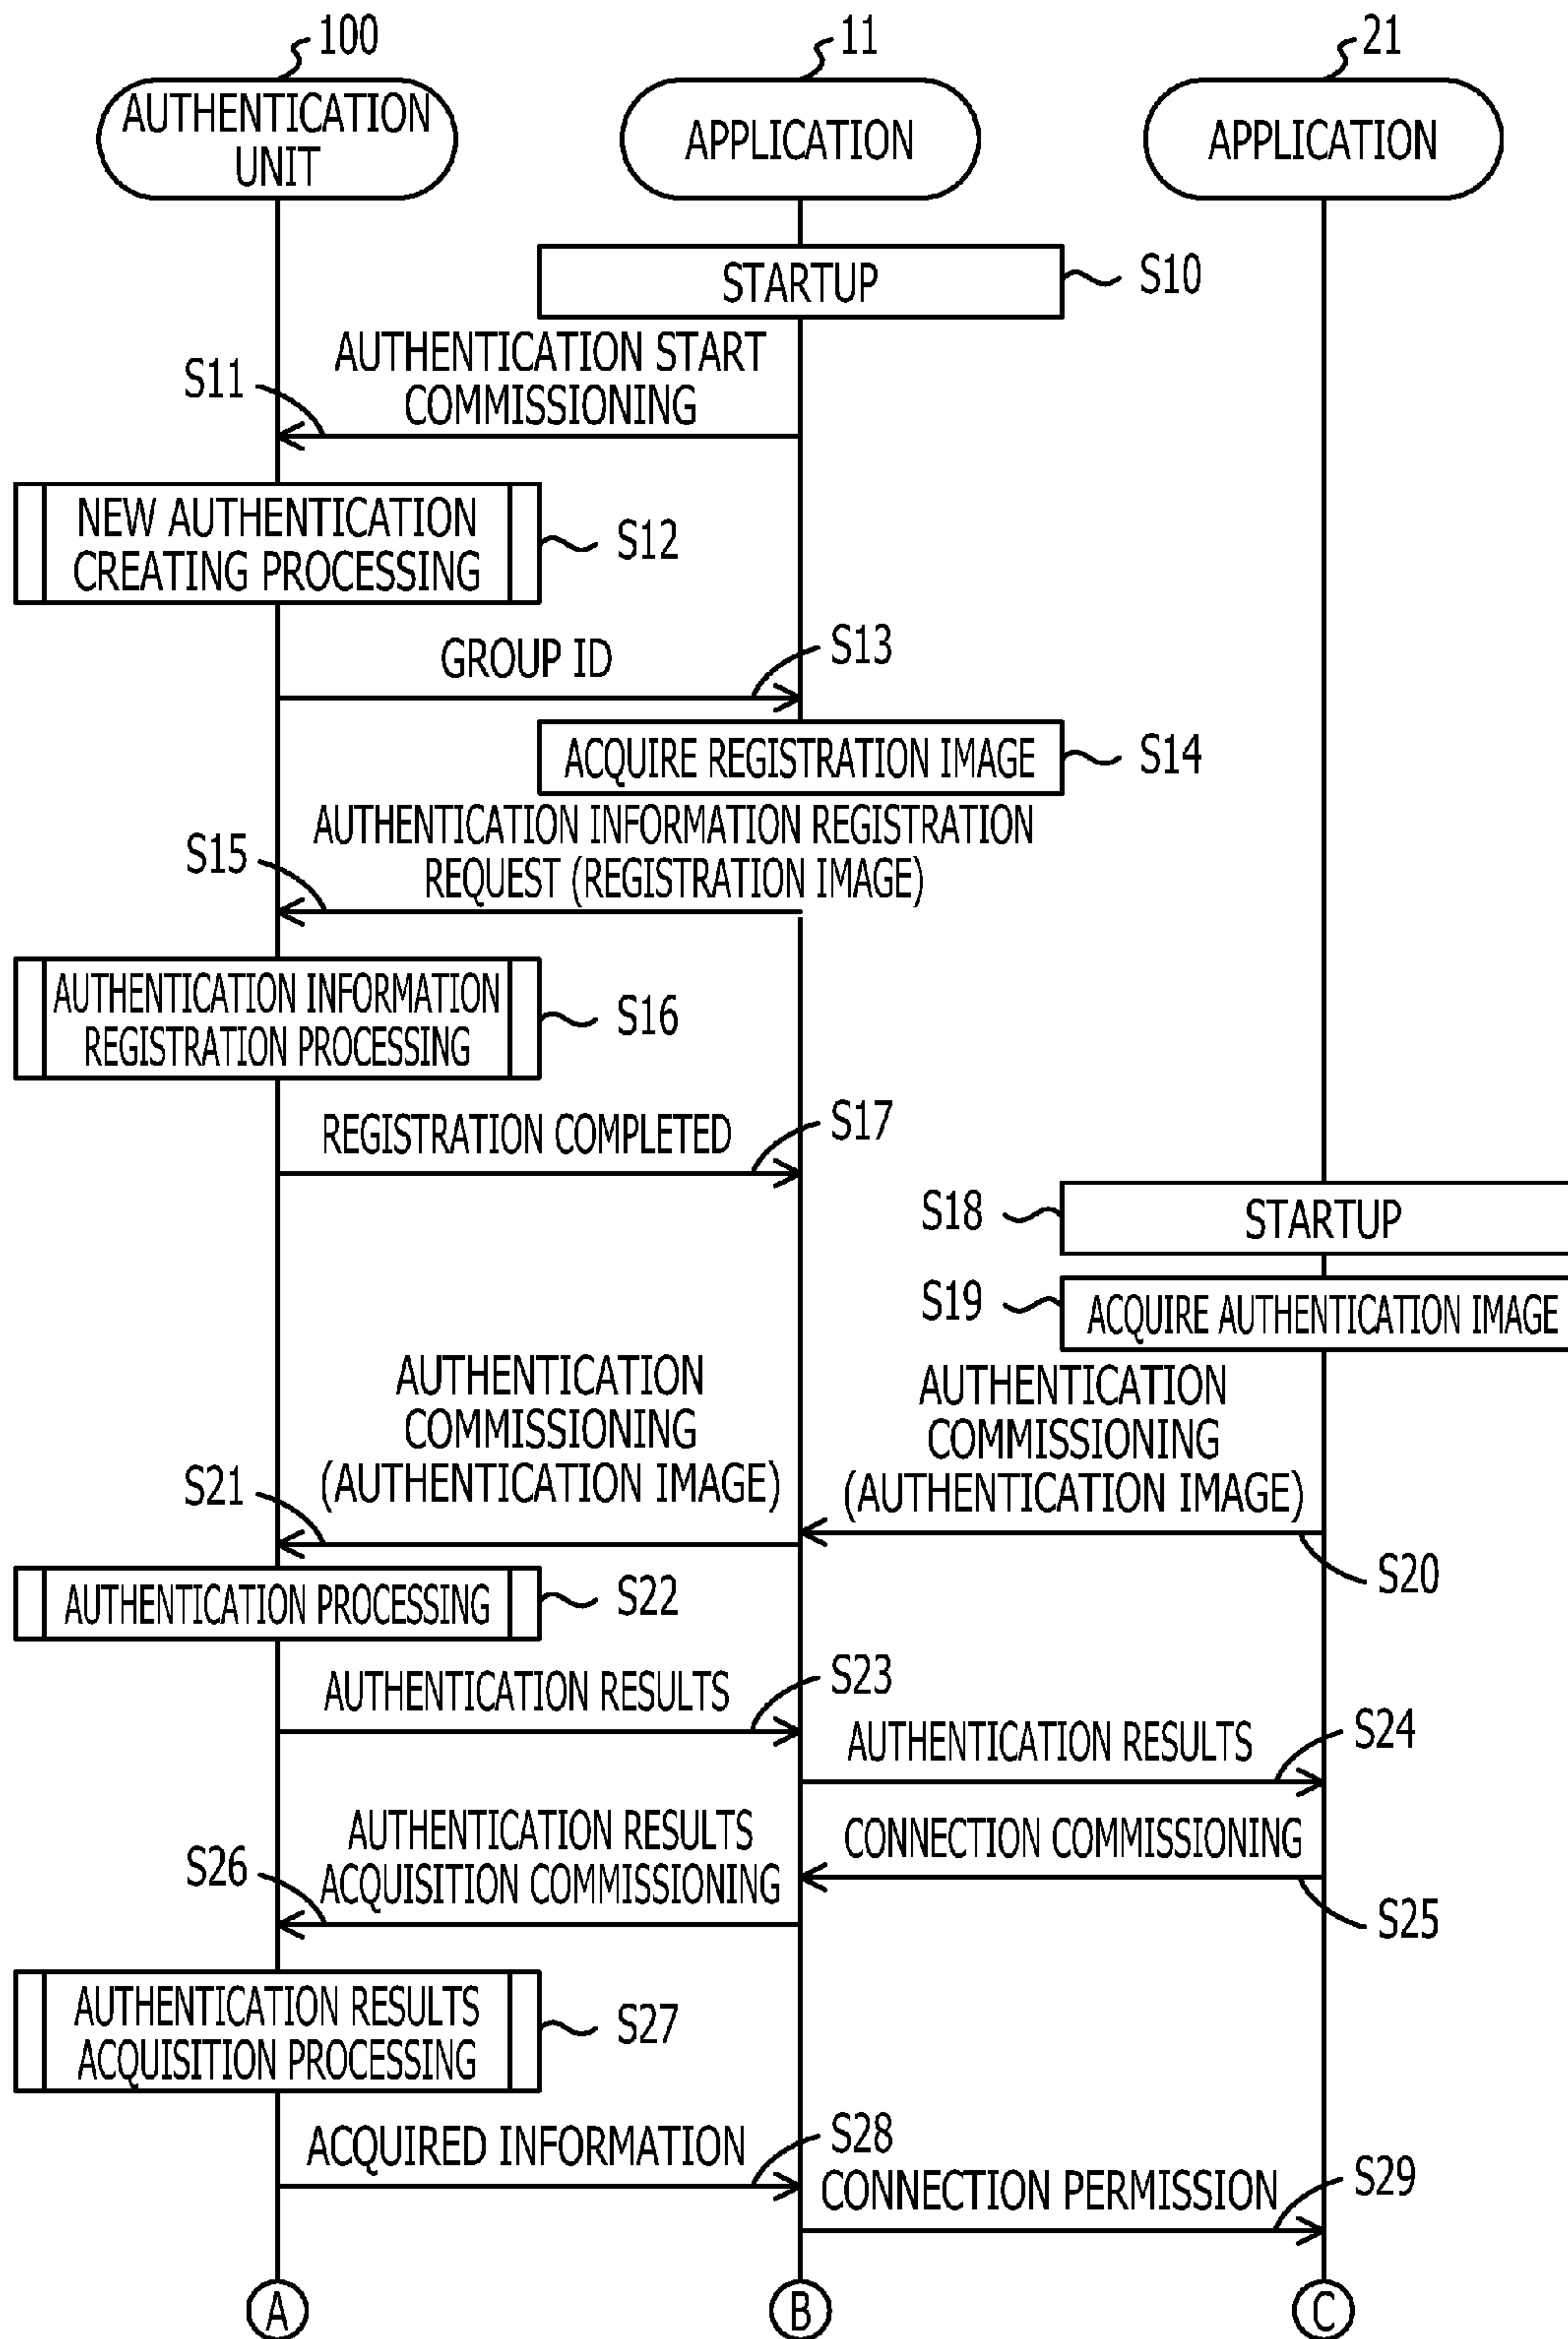 100
11
21
AUTHENTICATION
UNIT
APPLICATION
APPLICATION
STARTUP
S10
AUTHENTICATION START
COMMISSIONING
S11
NEW AUTHENTICATION
CREATING PROCESSING
S12
GROUP ID
S13
ACQUIRE REGISTRATION IMAGE
S14
AUTHENTICATION INFORMATION REGISTRATION
REQUEST (REGISTRATION IMAGE)
S15
AUTHENTICATION INFORMATION
REGISTRATION PROCESSING
S16
REGISTRATION COMPLETED
S17
S18
STARTUP
S19
ACQUIRE AUTHENTICATION IMAGE
AUTHENTICATION
COMMISSIONING
(AUTHENTICATION IMAGE)
S20
AUTHENTICATION
COMMISSIONING
(AUTHENTICATION IMAGE)
S21
AUTHENTICATION PROCESSING
S22
AUTHENTICATION RESULTS
S23
AUTHENTICATION RESULTS
S24
CONNECTION COMMISSIONING
S25
AUTHENTICATION RESULTS
ACQUISITION COMMISSIONING
S26
AUTHENTICATION RESULTS
ACQUISITION PROCESSING
S27
ACQUIRED INFORMATION
S28
CONNECTION PERMISSION
S29
A
B
C